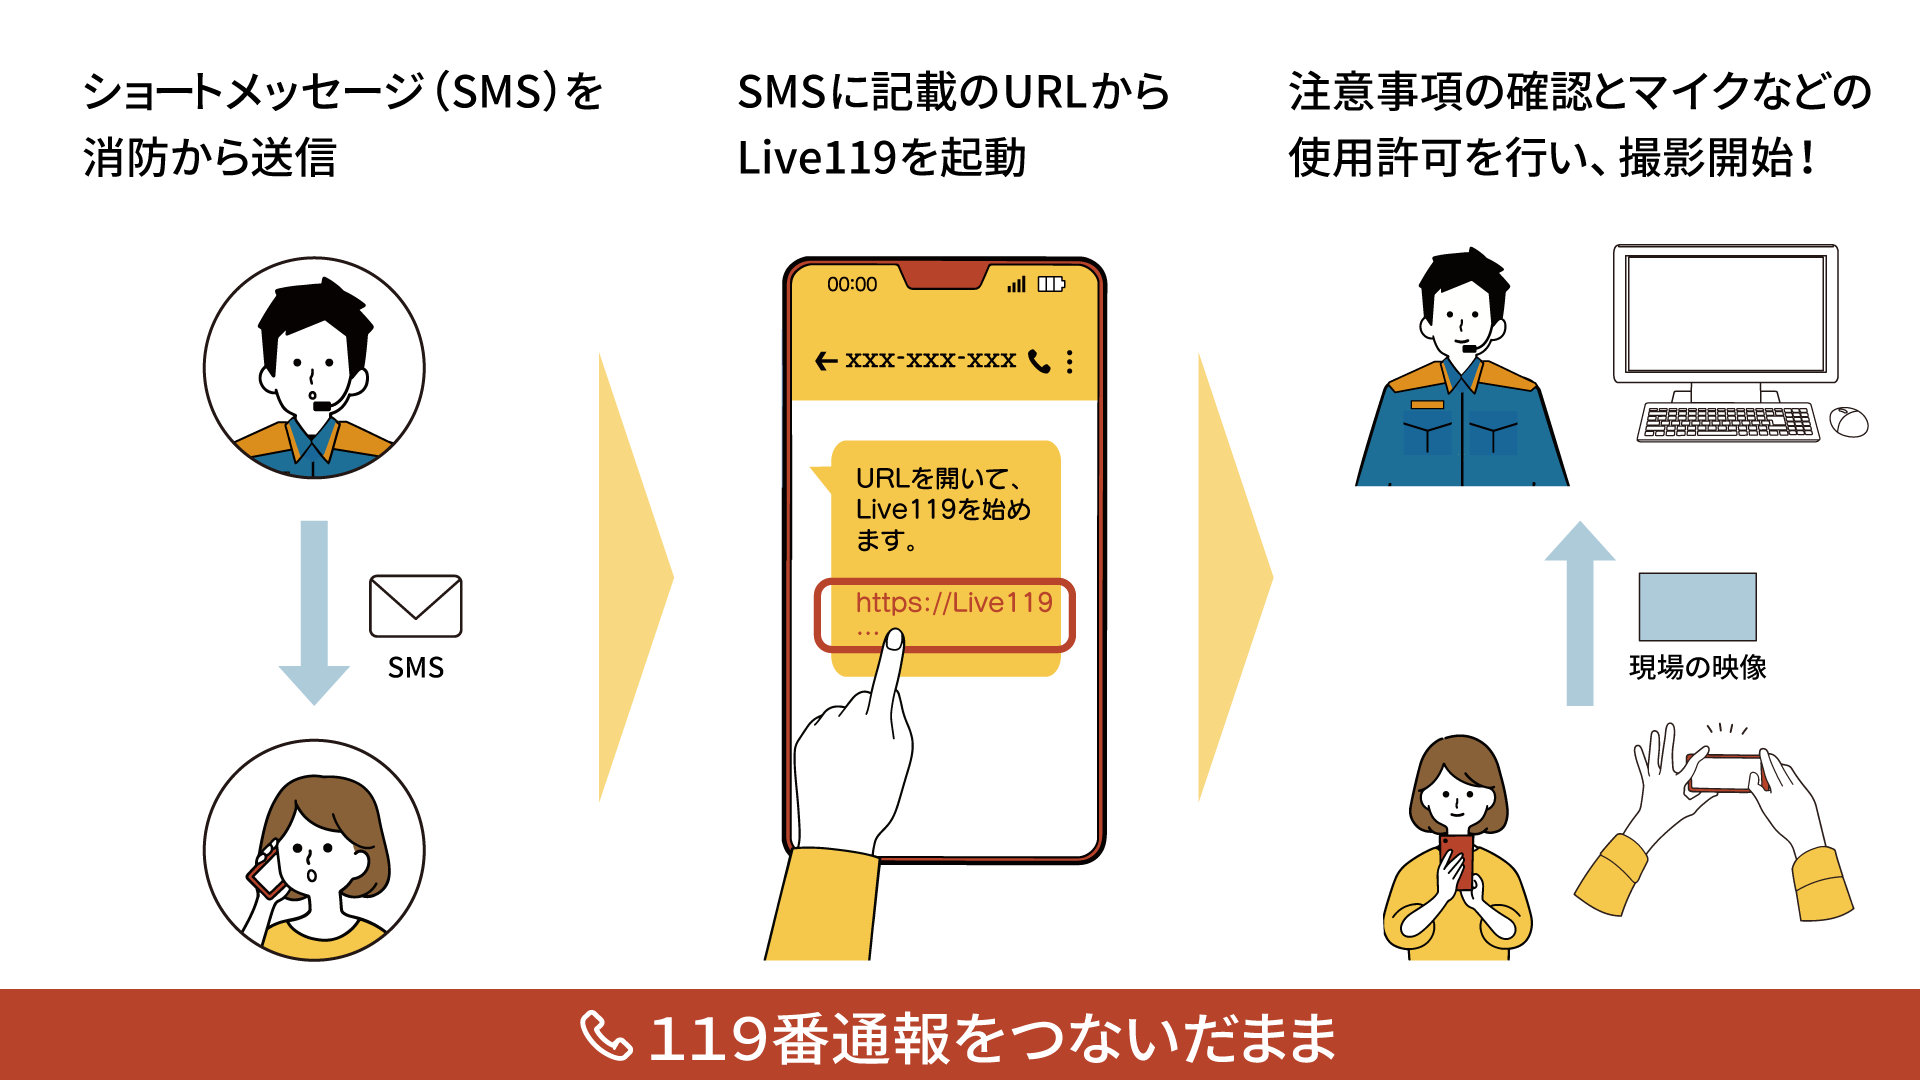 ショートメッセージ（SMS）を
消防から送信
SMS
SMSに記載のURLから
Live119を起動
00:00
xxx-xxx-xxx
URLを開いて、
Live119を始め
ます。
https://Live119
...
注意事項の確認とマイクなどの
使用許可を行い、撮影開始！
現場の映像
119番通報をつないだまま